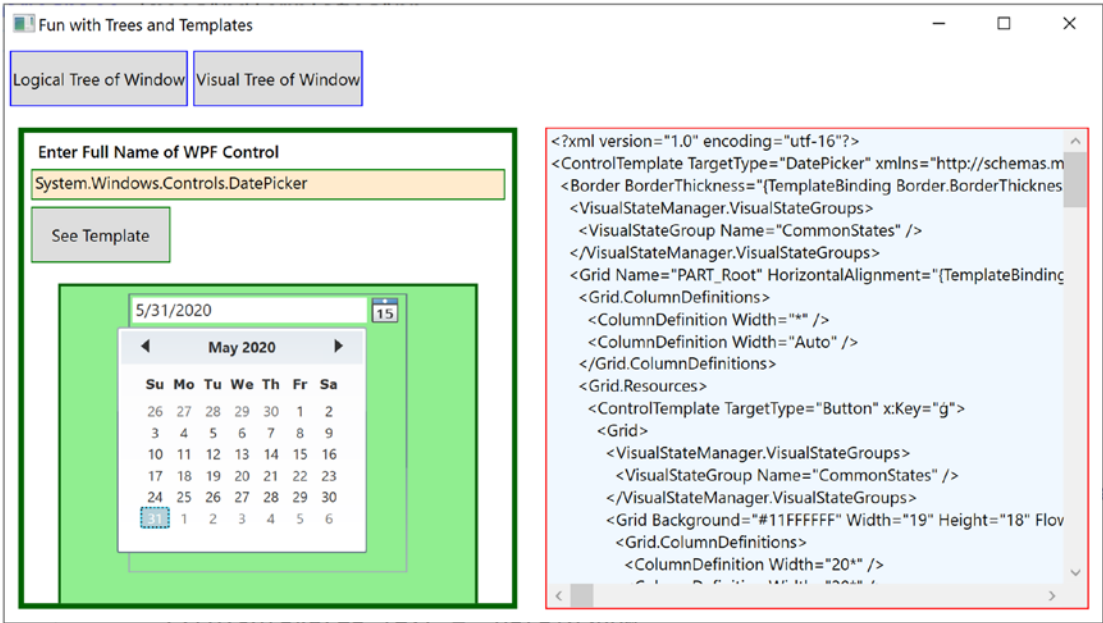 Fun with Trees and Templates
Logical Tree of Window
Visual Tree of Window
Enter Full Name of WPF Control
System.Windows.Controls.DatePicker
See Template
5/31/2020
15
May 2020
Su Mo Tu We Th Fr Sa
26 27 28 29 30 1 2
3 4 5 6 7 8 9
10 11 12 13 14 15 16
17 18 19 20 21 22 23
24 25 26 27 28 29 30
31 1 2 3 4 5 6
<?xml version="1.0" encoding="utf-16"?>
<ControlTemplate TargetType="DatePicker" xmlns="http://schemas.m
<Border BorderThickness="{TemplateBinding Border.BorderThicknes
<VisualStateManager.VisualStateGroups>
<VisualStateGroup Name="CommonStates" />
</VisualStateManager.VisualStateGroups>
<Grid Name="PART_Root" HorizontalAlignment="{TemplateBinding
<Grid.ColumnDefinitions>
<ColumnDefinition Width="*" />
<ColumnDefinition Width="Auto" />
</Grid.ColumnDefinitions>
<Grid.Resources>
<ControlTemplate TargetType="Button" x:Key="ġ">
<Grid>
<VisualStateManager.VisualStateGroups>
<VisualStateGroup Name="CommonStates" />
</VisualStateManager.VisualStateGroups>
<Grid Background="#11FFFFFF" Width="19" Height="18" Flow
<Grid.ColumnDefinitions>
<ColumnDefinition Width="20*" />